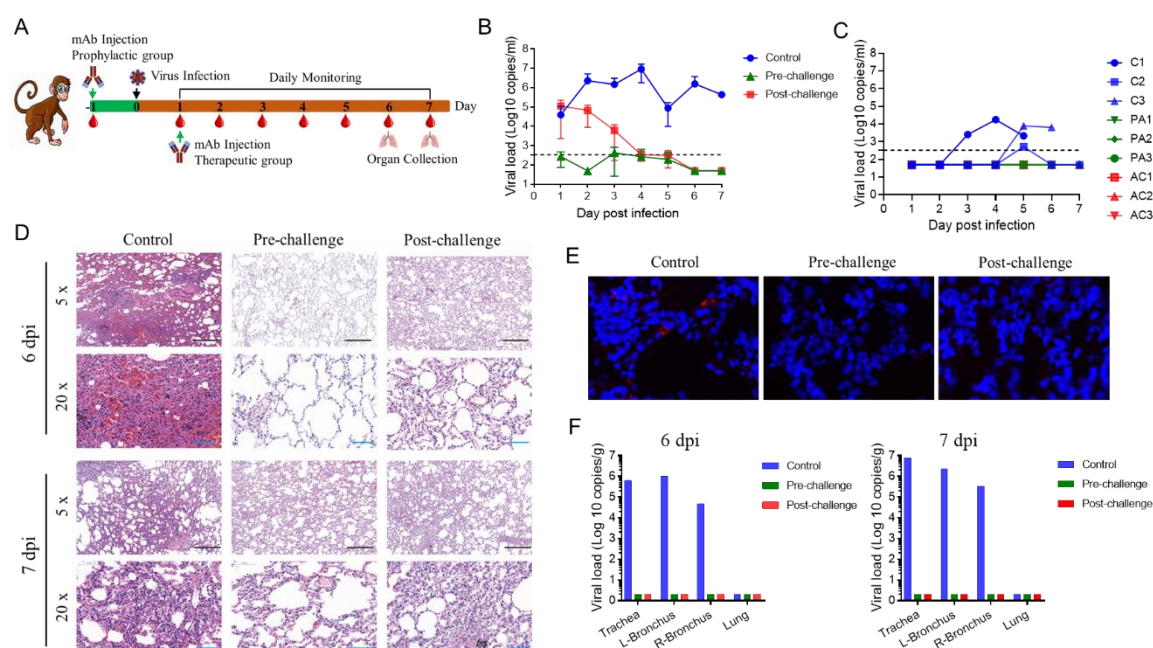 A
mAb Injection
Prophylactic group
Virus Infection
Daily Monitoring
-1 0 1 2 3 4 5 6 7 Day
mAb Injection
Therapeutic group
Organ Collection
B
Viral load (Log10 copies/ml)
8
7
6
5
4
3
2
1
0 1 2 3 4 5 6 7
Day post infection
Control
Pre-challenge
Post-challenge
C
Viral load (Log10 copies/ml)
8
7
6
5
4
3
2
1
0 1 2 3 4 5 6 7
Day post infection
C1
C2
C3
PA1
PA2
PA3
AC1
AC2
AC3
D
Control Pre-challenge Post-challenge
6 dpi
5 x
20 x
7 dpi
5 x
20 x
E
Control Pre-challenge Post-challenge
F
6 dpi
Viral load (Log 10 copies/g)
7
6
5
4
3
2
1
0
Trachea L-Bronchus R-Bronchus Lung
Control
Pre-challenge
Post-challenge
7 dpi
Viral load (Log 10 copies/g)
7
6
5
4
3
2
1
0
Trachea L-Bronchus R-Bronchus Lung
Control
Pre-challenge
Post-challenge